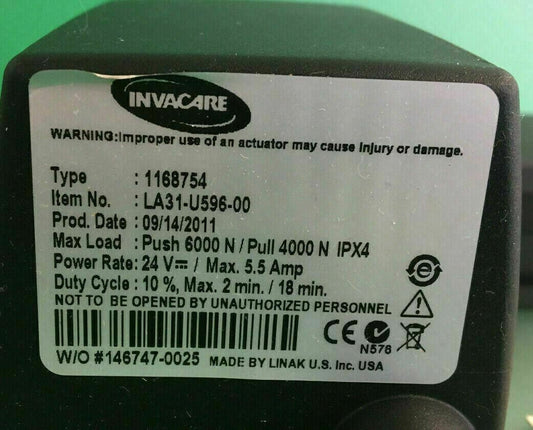 INVACARE
WARNING:Improper use of an actuator may cause injury or damage.
Type : 1168754
Item No. : LA31-U596-00
Prod. Date : 09/14/2011
Max Load : Push 6000 N / Pull 4000 N IPX4
Power Rate: 24 V⎓ / Max. 5.5 Amp
Duty Cycle : 10 %, Max. 2 min. / 18 min.
NOT TO BE OPENED BY UNAUTHORIZED PERSONNEL
CE
N576
W/O #146747-0025 MADE BY LINAK U.S. Inc. USA